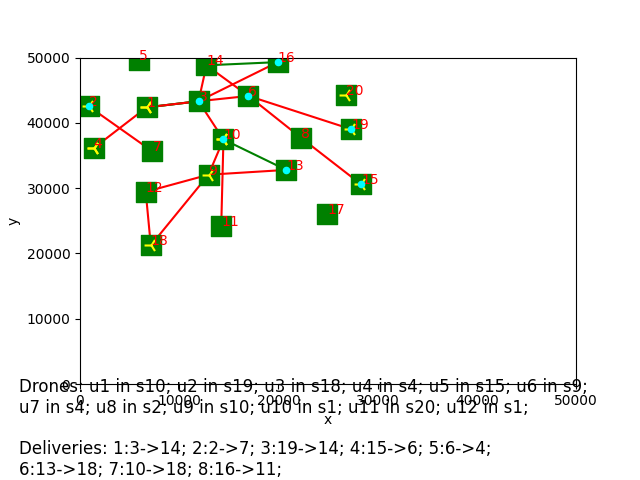 5
14
16
50000
20
40000
19
10
8
7
13
15
12
30000
17
11
18
y
20000
10000
0
Drones: u1 in s10; u2 in s19; u3 in s18; u4 in s4; u5 in s15; u6 in s9;
0 10000 20000 30000 40000 50000
u7 in s4; u8 in s2; u9 in s10; u10 in s1; u11 in s20; u12 in s1;
x
Deliveries: 1:3->14; 2:2->7; 3:19->14; 4:15->6; 5:6->4;
6:13->18; 7:10->18; 8:16->11;